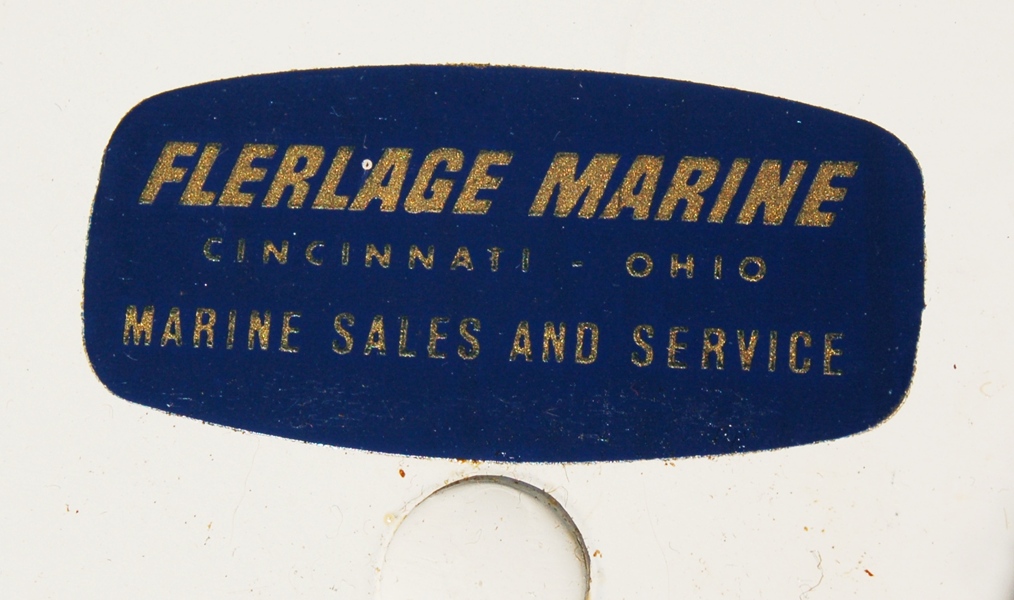 FLERLAGE MARINE
CINCINNATI - OHIO
MARINE SALES AND SERVICE